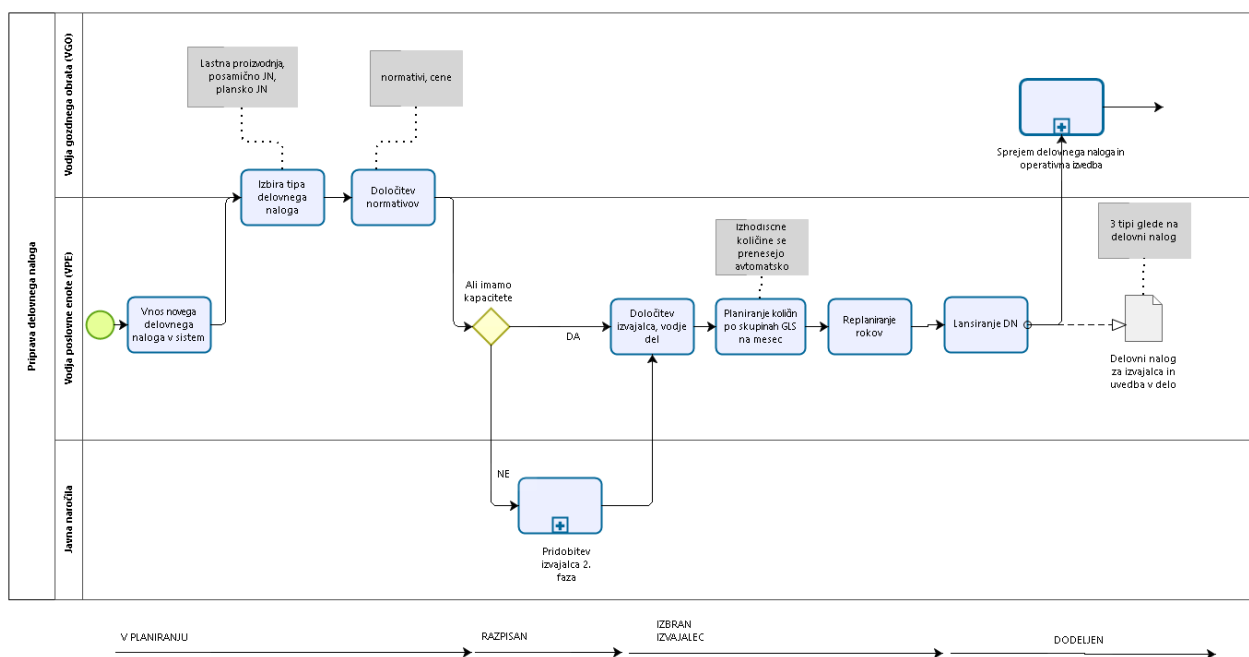 Priprava delovnega naloga
Vodja gozdnega obrata (VGO)
Lastna proizvodnja,
posamično JN,
plansko JN
normativi, cene
Izbira tipa
delovnega
naloga
Določitev
normativov
Sprejem delovnega naloga in
operativna izvedba
Vodja poslovne enote (VPE)
Vnos novega
delovnega
naloga v sistem
Ali imamo
kapacitete
DA
NE
Določitev
izvajalca, vodje
del
Izhodiscne
količine se
prenesejo
avtomatsko
Planiranje količin
po skupinah GLS
na mesec
Replaniranje
rokov
Lansiranje DN
3 tipi glede na
delovni nalog
Delovni nalog
za izvajalca in
uvedba v delo
Javna naročila
Pridobitev
izvajalca 2.
faza
V PLANIRANJU
RAZPISAN
IZBRAN
IZVAJALEC
DODELJEN